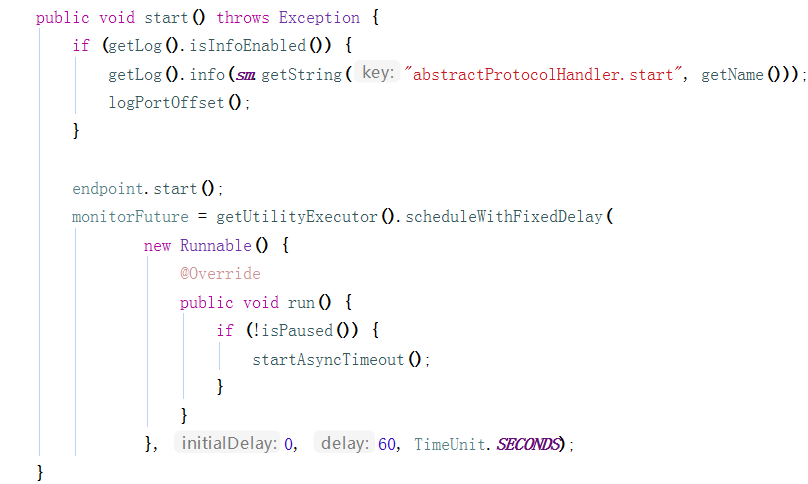 public void start() throws Exception {
    if (getLog().isInfoEnabled()) {
        getLog().info(sm.getString( key: "abstractProtocolHandler.start", getName()));
        logPortOffset();
    }

    endpoint.start();
    monitorFuture = getUtilityExecutor().scheduleWithFixedDelay(
            new Runnable() {
                @Override
                public void run() {
                    if (!isPaused()) {
                        startAsyncTimeout();
                    }
                }
            }, initialDelay: 0, delay: 60, TimeUnit.SECONDS);
}